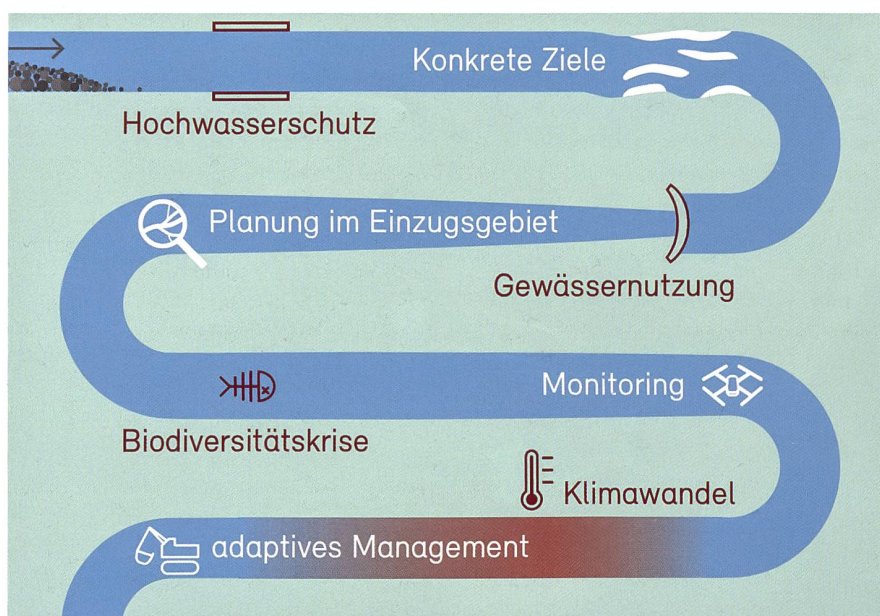 Konkrete Ziele
Hochwasserschutz
Planung im Einzugsgebiet
Gewässernutzung
Monitoring
Biodiversitätskrise
Klimawandel
adaptives Management